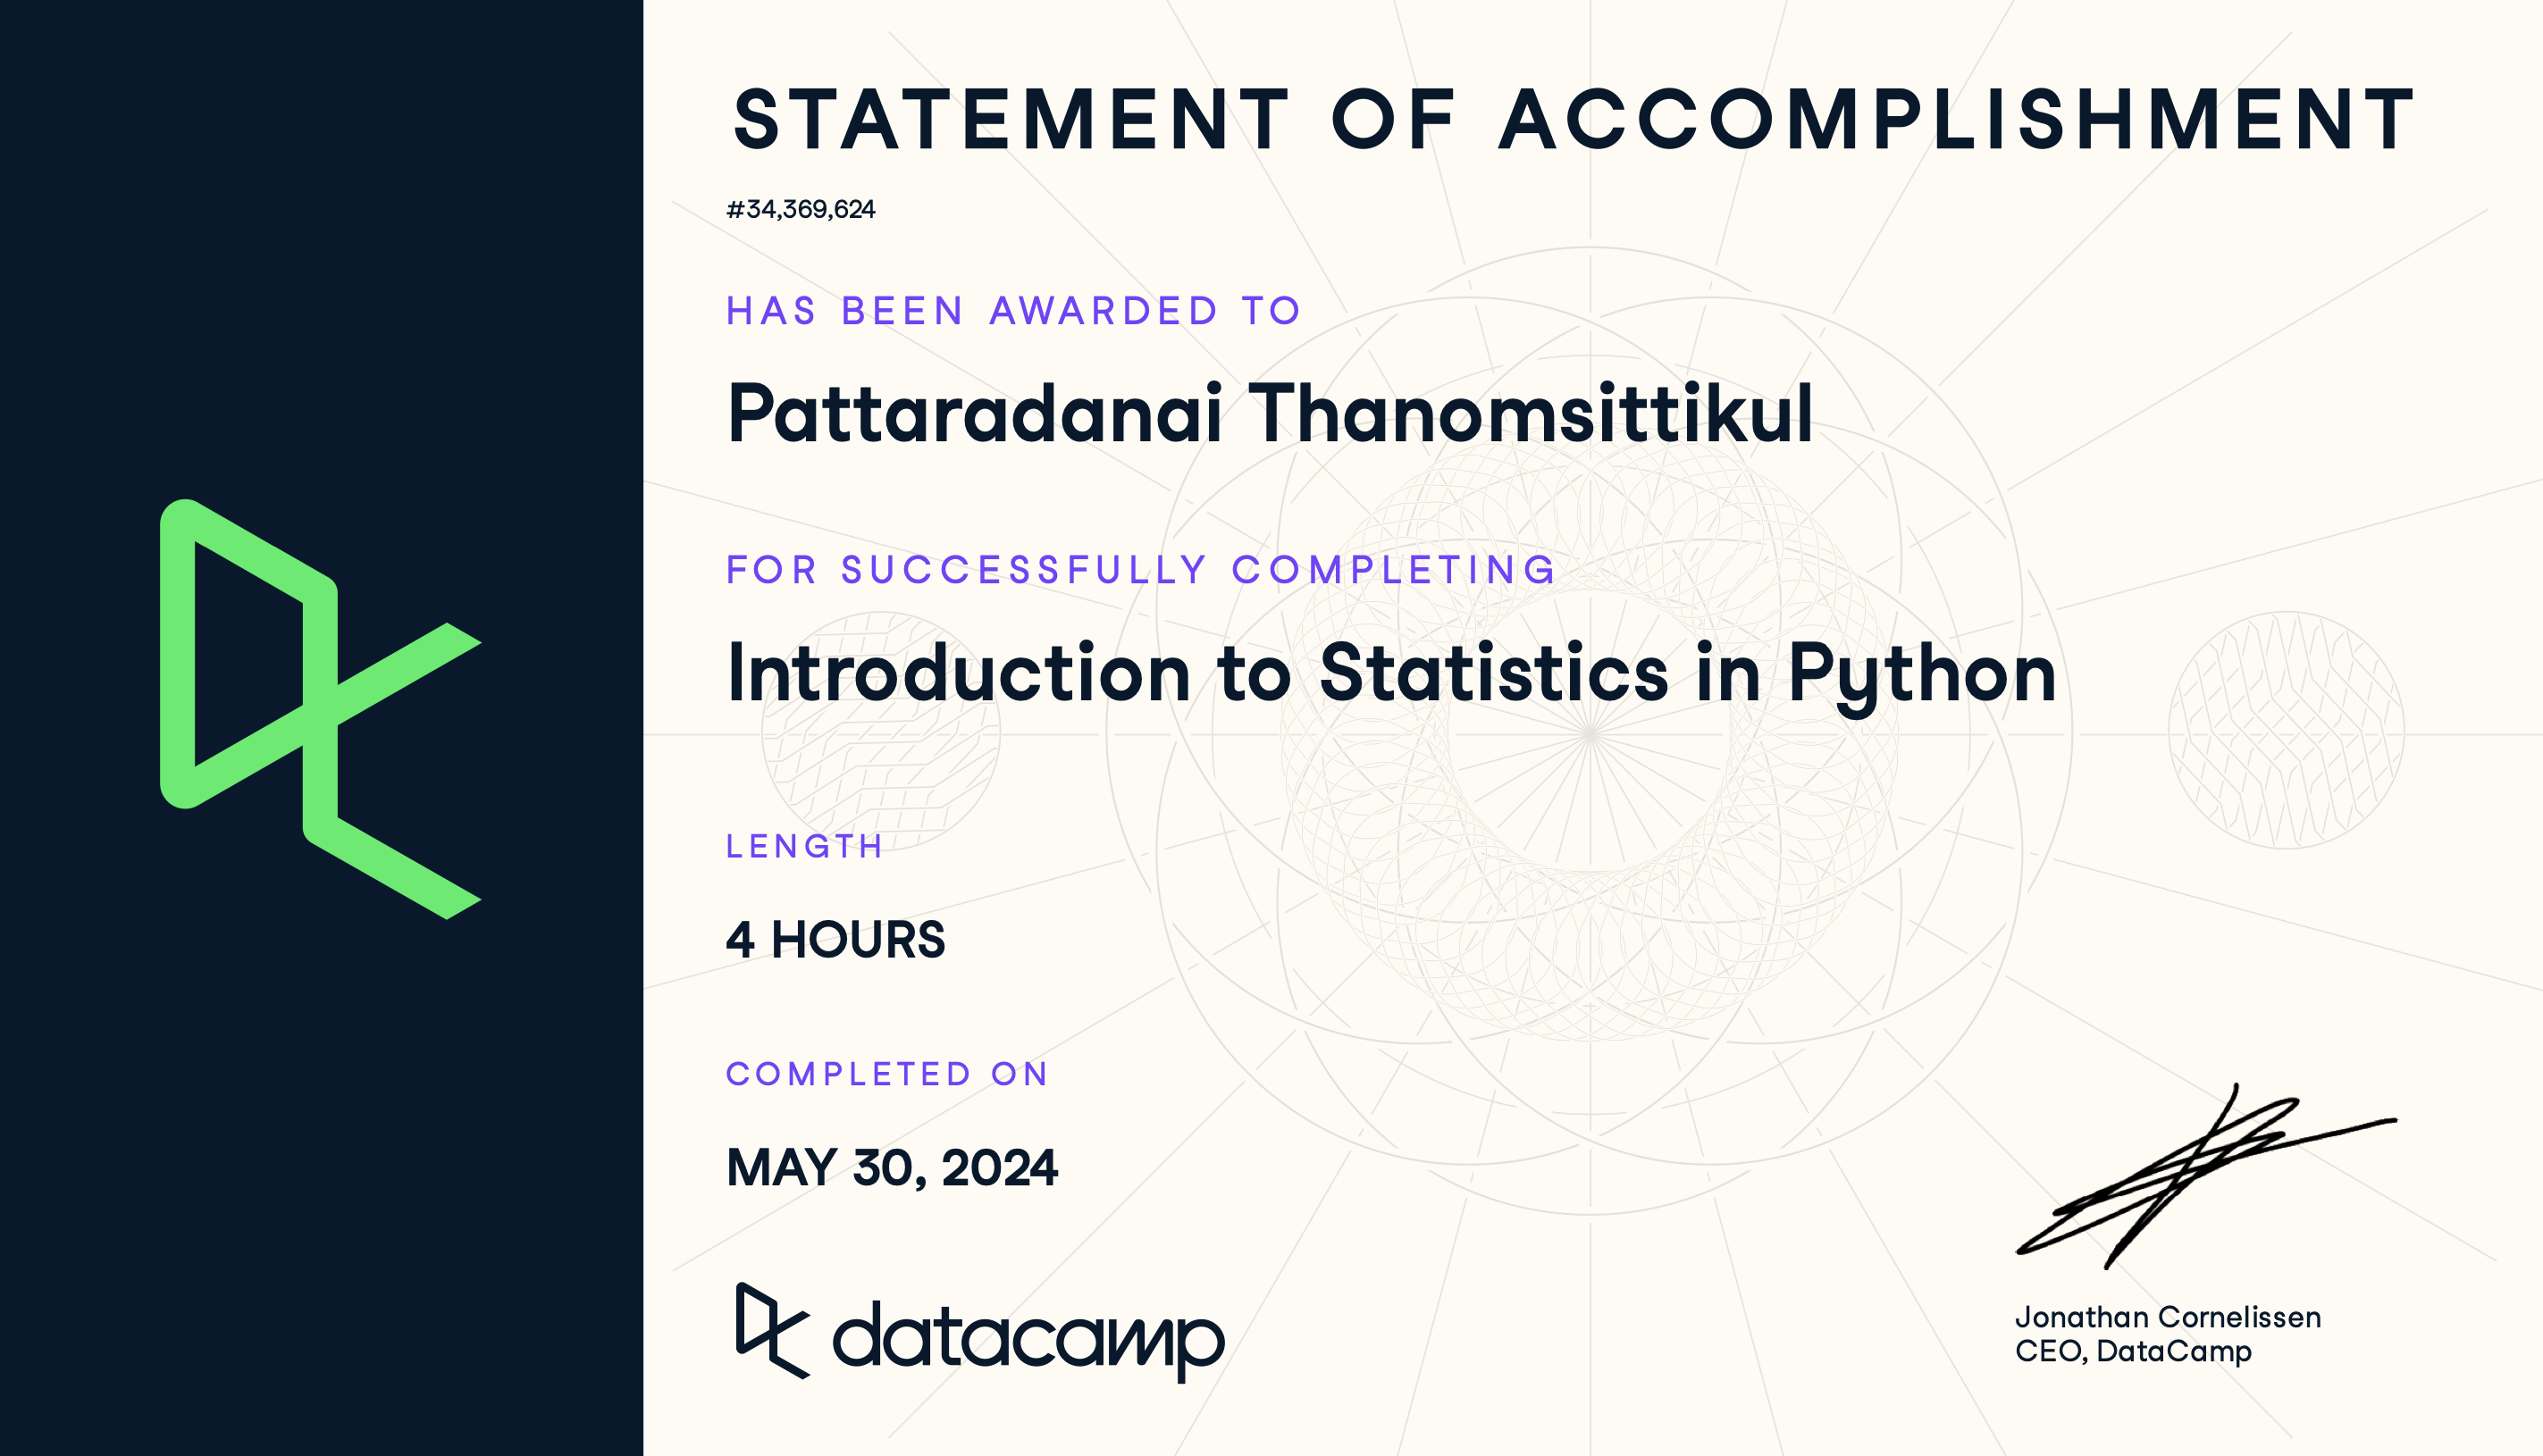 STATEMENT OF ACCOMPLISHMENT
#34,369,624
HAS BEEN AWARDED TO
Pattaradanai Thanomsittikul
FOR SUCCESSFULLY COMPLETING
Introduction to Statistics in Python
LENGTH
4 HOURS
COMPLETED ON
MAY 30, 2024
datacamp
Jonathan Cornelissen
CEO, DataCamp